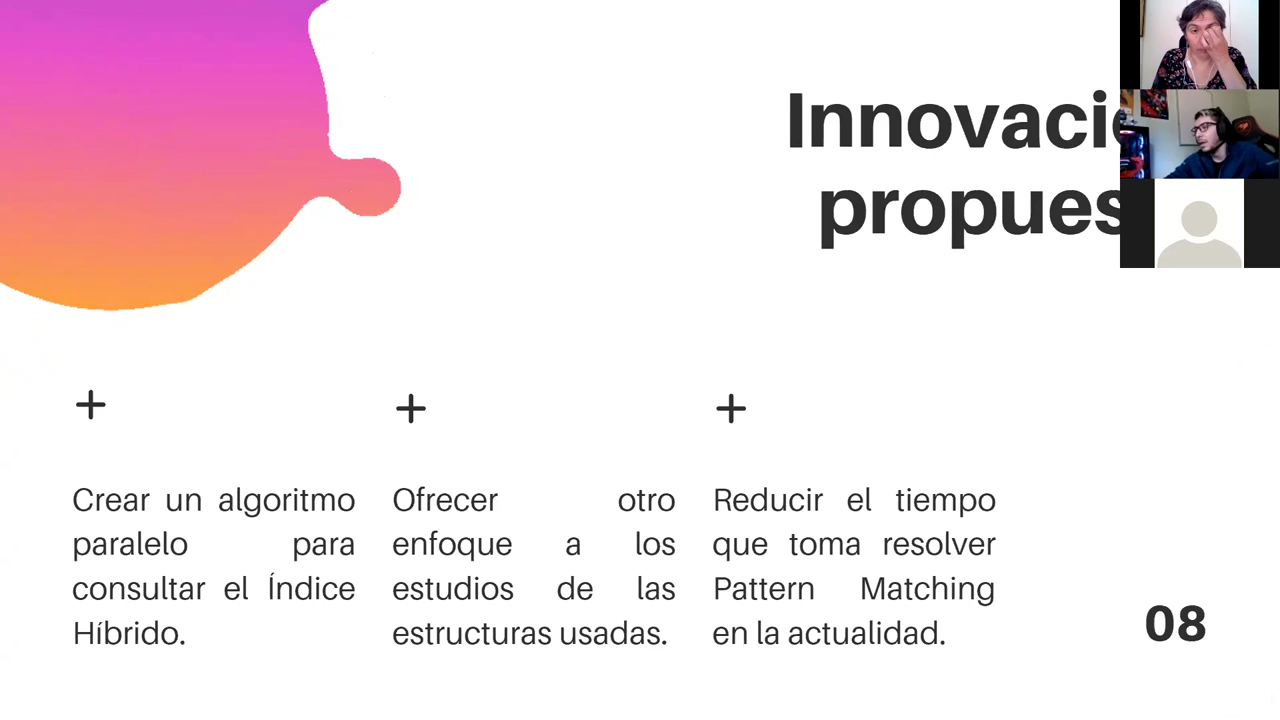 Innovaci
propues
+
Crear un algoritmo
paralelo para
consultar el Índice
Híbrido.
+
Ofrecer otro
enfoque a los
estudios de las
estructuras usadas.
+
Reducir el tiempo
que toma resolver
Pattern Matching
en la actualidad.
08